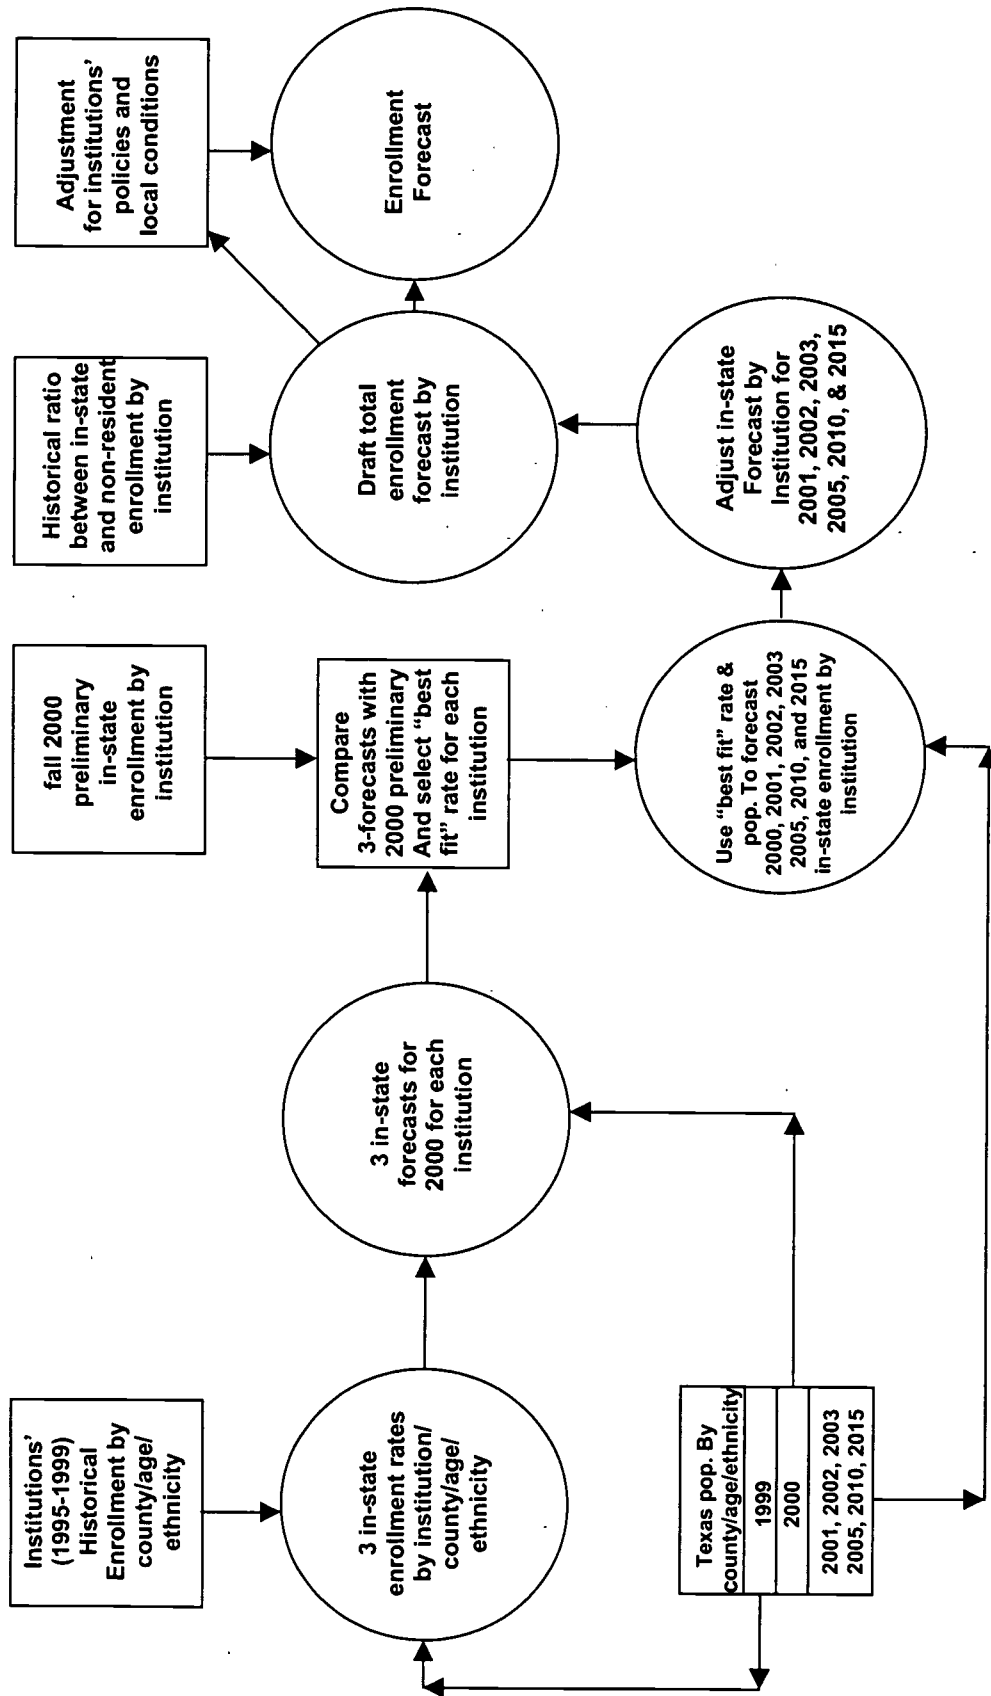 Institutions'
(1995-1999)
Historical
Enrollment by
county/age/
ethnicity
fall 2000
preliminary
in-state
enrollment by
institution
Historical ratio
between in-state
and non-resident
enrollment by
institution
Adjustment
for institutions'
policies and
local conditions
3 in-state
enrollment rates
by institution/
county/age/
ethnicity
3 in-state
forecasts for
2000 for each
institution
Compare
3-forecasts with
2000 preliminary
And select “best
fit” rate for each
institution
Draft total
enrollment
forecast by
institution
Enrollment
Forecast
Texas pop. By
county/age/ethnicity
1999
2000
2001, 2002, 2003
2005, 2010, 2015
Use “best fit” rate &
pop. To forecast
2000, 2001, 2002, 2003
2005, 2010, and 2015
in-state enrollment by
institution
Adjust in-state
Forecast by
Institution for
2001, 2002, 2003,
2005, 2010, & 2015